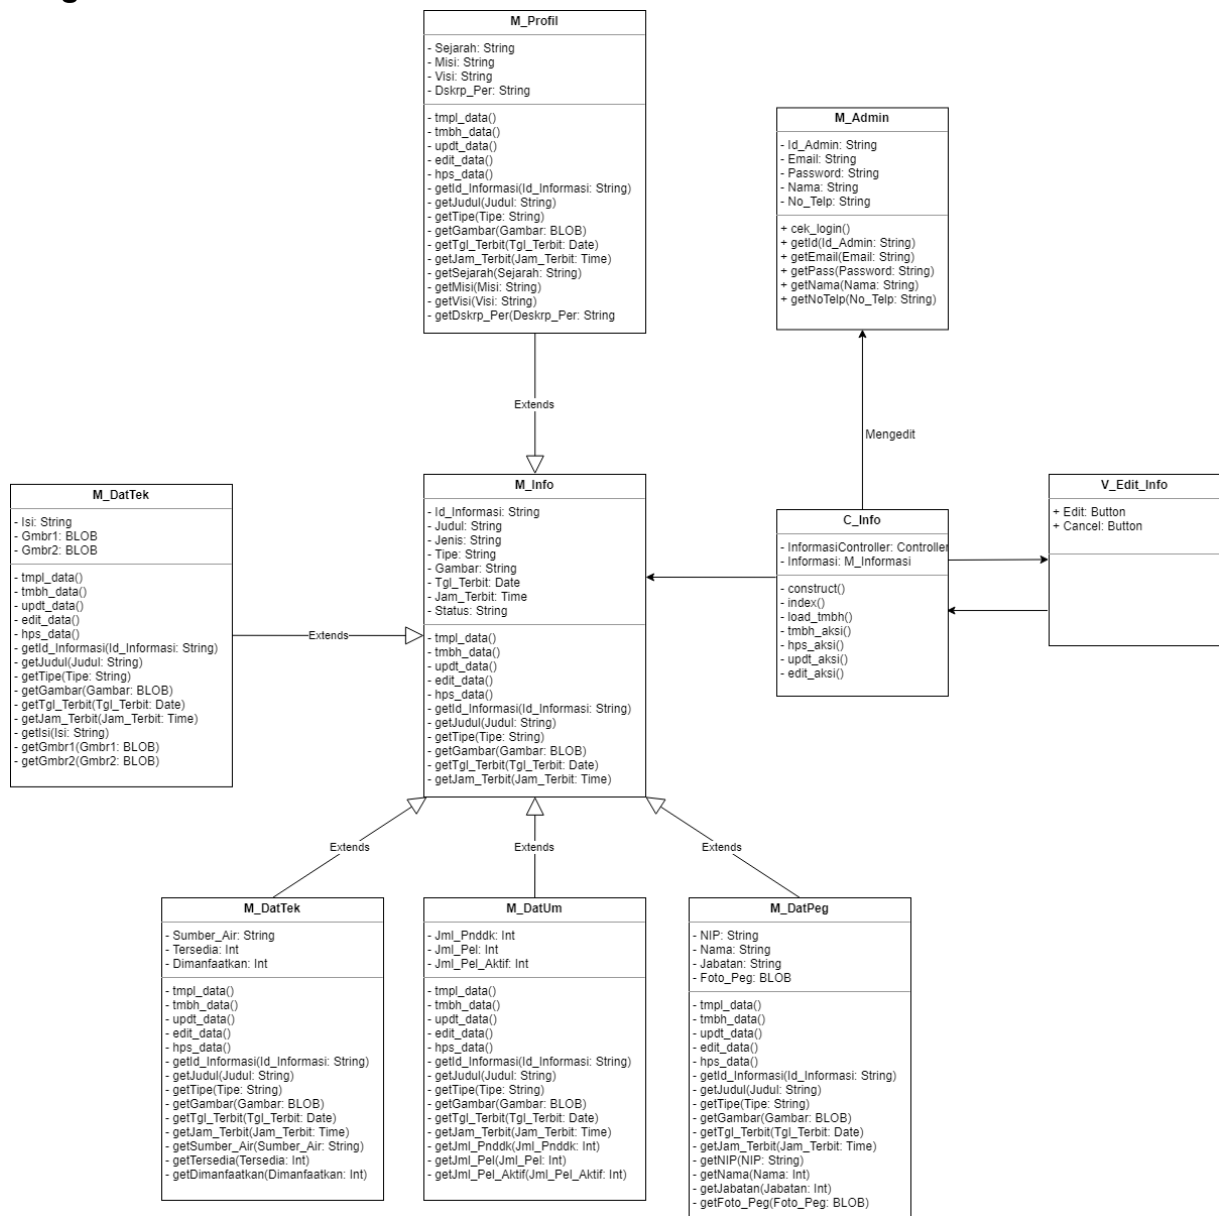 M_Profil
- Sejarah: String
- Misi: String
- Visi: String
- Dskrp_Per: String
- tmpl_data()
- tmbh_data()
- updt_data()
- edit_data()
- hps_data()
- getId_Informasi(Id_Informasi: String)
- getJudul(Judul: String)
- getTipe(Tipe: String)
- getGambar(Gambar: BLOB)
- getTgl_Terbit(Tgl_Terbit: Date)
- getJam_Terbit(Jam_Terbit: Time)
- getSejarah(Sejarah: String)
- getMisi(Misi: String)
- getVisi(Visi: String)
- getDskrp_Per(Deskrp_Per: String
M_Admin
- Id_Admin: String
- Email: String
- Password: String
- Nama: String
- No_Telp: String
+ cek_login()
+ getId(Id_Admin: String)
+ getEmail(Email: String)
+ getPass(Password: String)
+ getNama(Nama: String)
+ getNoTelp(No_Telp: String)
Extends
Mengedit
M_DatTek
- Isi: String
- Gmbr1: BLOB
- Gmbr2: BLOB
- tmpl_data()
- tmbh_data()
- updt_data()
- edit_data()
- hps_data()
- getId_Informasi(Id_Informasi: String)
- getJudul(Judul: String)
- getTipe(Tipe: String)
- getGambar(Gambar: BLOB)
- getTgl_Terbit(Tgl_Terbit: Date)
- getJam_Terbit(Jam_Terbit: Time)
- getIsi(Isi: String)
- getGmbr1(Gmbr1: BLOB)
- getGmbr2(Gmbr2: BLOB)
Extends
M_Info
- Id_Informasi: String
- Judul: String
- Jenis: String
- Tipe: String
- Gambar: String
- Tgl_Terbit: Date
- Jam_Terbit: Time
- Status: String
- tmpl_data()
- tmbh_data()
- updt_data()
- edit_data()
- hps_data()
- getId_Informasi(Id_Informasi: String)
- getJudul(Judul: String)
- getTipe(Tipe: String)
- getGambar(Gambar: BLOB)
- getTgl_Terbit(Tgl_Terbit: Date)
- getJam_Terbit(Jam_Terbit: Time)
C_Info
- InformasiController: Controller
- Informasi: M_Informasi
- construct()
- index()
- load_tmbh()
- tmbh_aksi()
- hps_aksi()
- updt_aksi()
- edit_aksi()
V_Edit_Info
+ Edit: Button
+ Cancel: Button
Extends
Extends
Extends
M_DatTek
- Sumber_Air: String
- Tersedia: Int
- Dimanfaatkan: Int
- tmpl_data()
- tmbh_data()
- updt_data()
- edit_data()
- hps_data()
- getId_Informasi(Id_Informasi: String)
- getJudul(Judul: String)
- getTipe(Tipe: String)
- getGambar(Gambar: BLOB)
- getTgl_Terbit(Tgl_Terbit: Date)
- getJam_Terbit(Jam_Terbit: Time)
- getSumber_Air(Sumber_Air: String)
- getTersedia(Tersedia: Int)
- getDimanfaatkan(Dimanfaatkan: Int)
M_DatUm
- Jml_Pnddk: Int
- Jml_Pel: Int
- Jml_Pel_Aktif: Int
- tmpl_data()
- tmbh_data()
- updt_data()
- edit_data()
- hps_data()
- getId_Informasi(Id_Informasi: String)
- getJudul(Judul: String)
- getTipe(Tipe: String)
- getGambar(Gambar: BLOB)
- getTgl_Terbit(Tgl_Terbit: Date)
- getJam_Terbit(Jam_Terbit: Time)
- getJml_Pnddk(Jml_Pnddk: Int)
- getJml_Pel(Jml_Pel: Int)
- getJml_Pel_Aktif(Jml_Pel_Aktif: Int)
M_DatPeg
- NIP: String
- Nama: String
- Jabatan: String
- Foto_Peg: BLOB
- tmpl_data()
- tmbh_data()
- updt_data()
- edit_data()
- hps_data()
- getId_Informasi(Id_Informasi: String)
- getJudul(Judul: String)
- getTipe(Tipe: String)
- getGambar(Gambar: BLOB)
- getTgl_Terbit(Tgl_Terbit: Date)
- getJam_Terbit(Jam_Terbit: Time)
- getNIP(NIP: String)
- getNama(Nama: Int)
- getJabatan(Jabatan: Int)
- getFoto_Peg(Foto_Peg: BLOB)